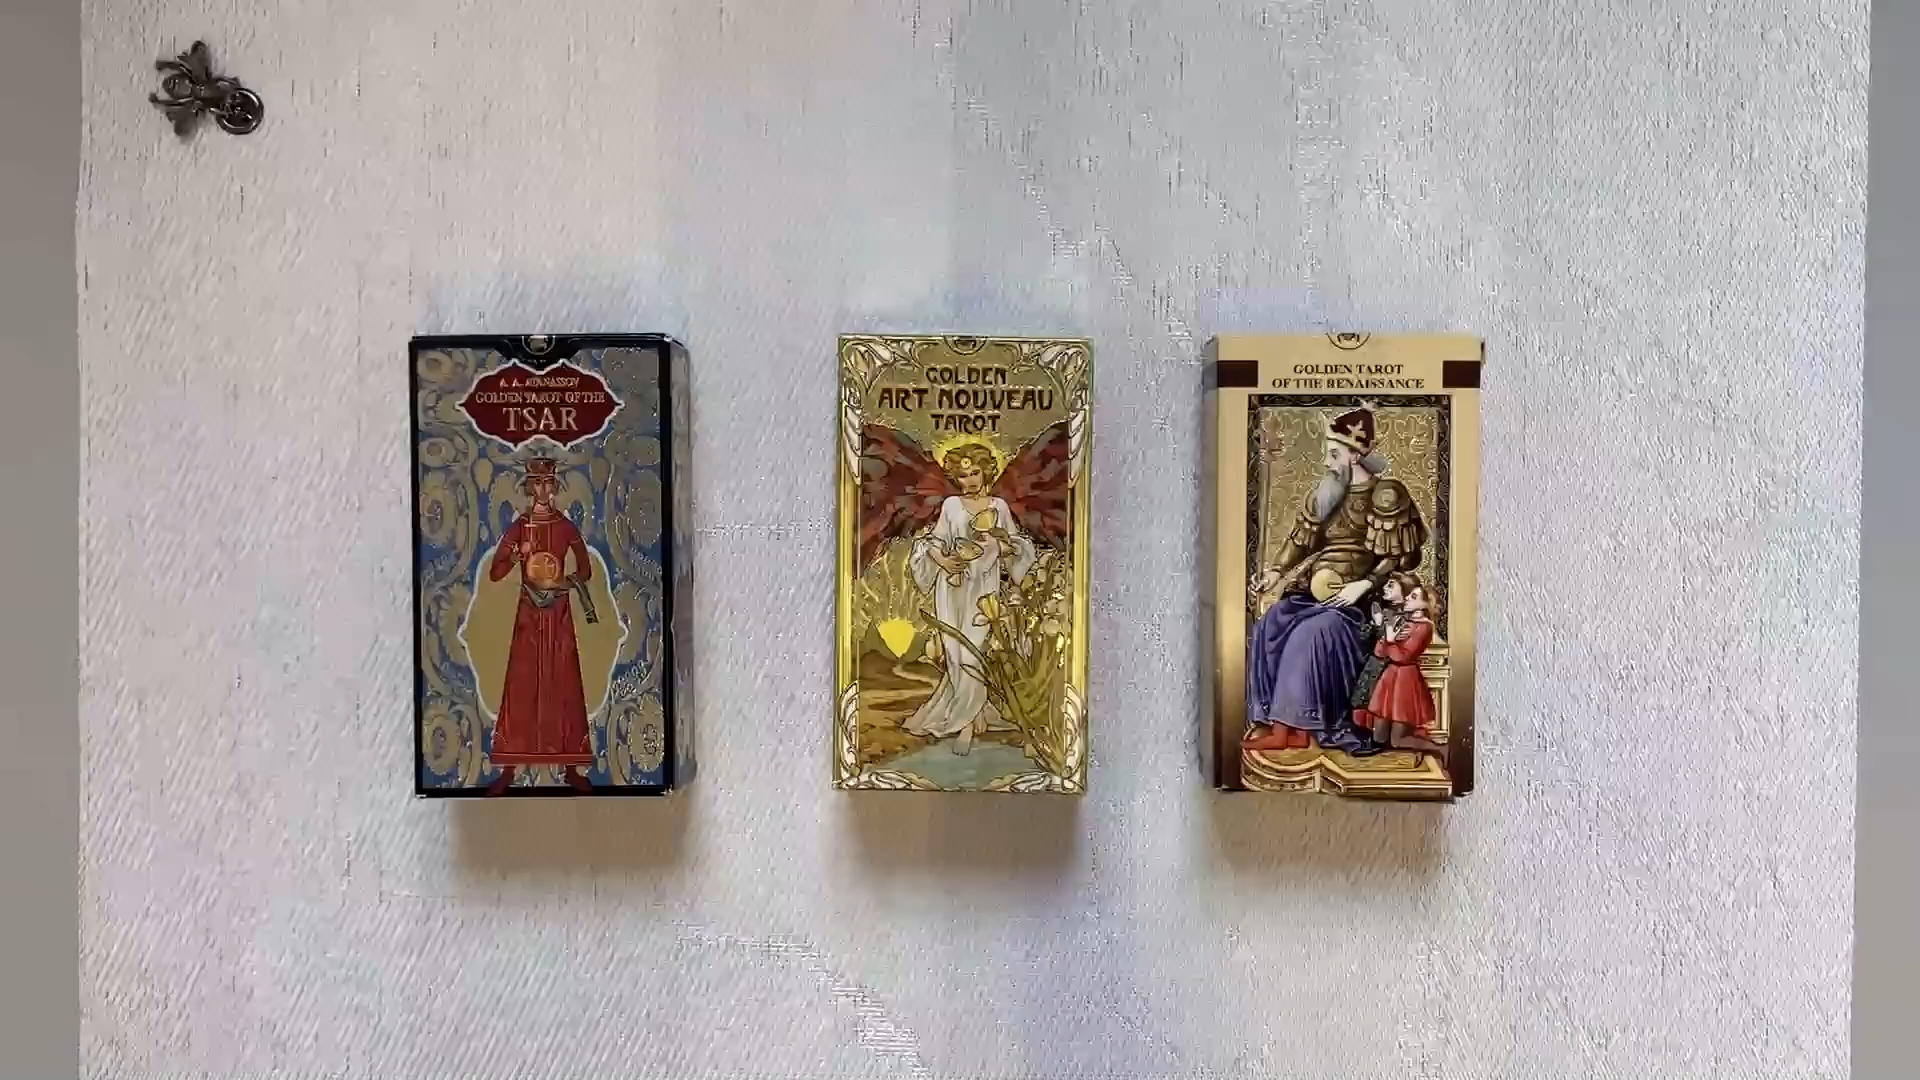 A. A. ATANASSOV
GOLDEN TAROT OF THE
TSAR
GOLDEN
ART NOUVEAU
TAROT
GOLDEN TAROT
OF THE RENAISSANCE